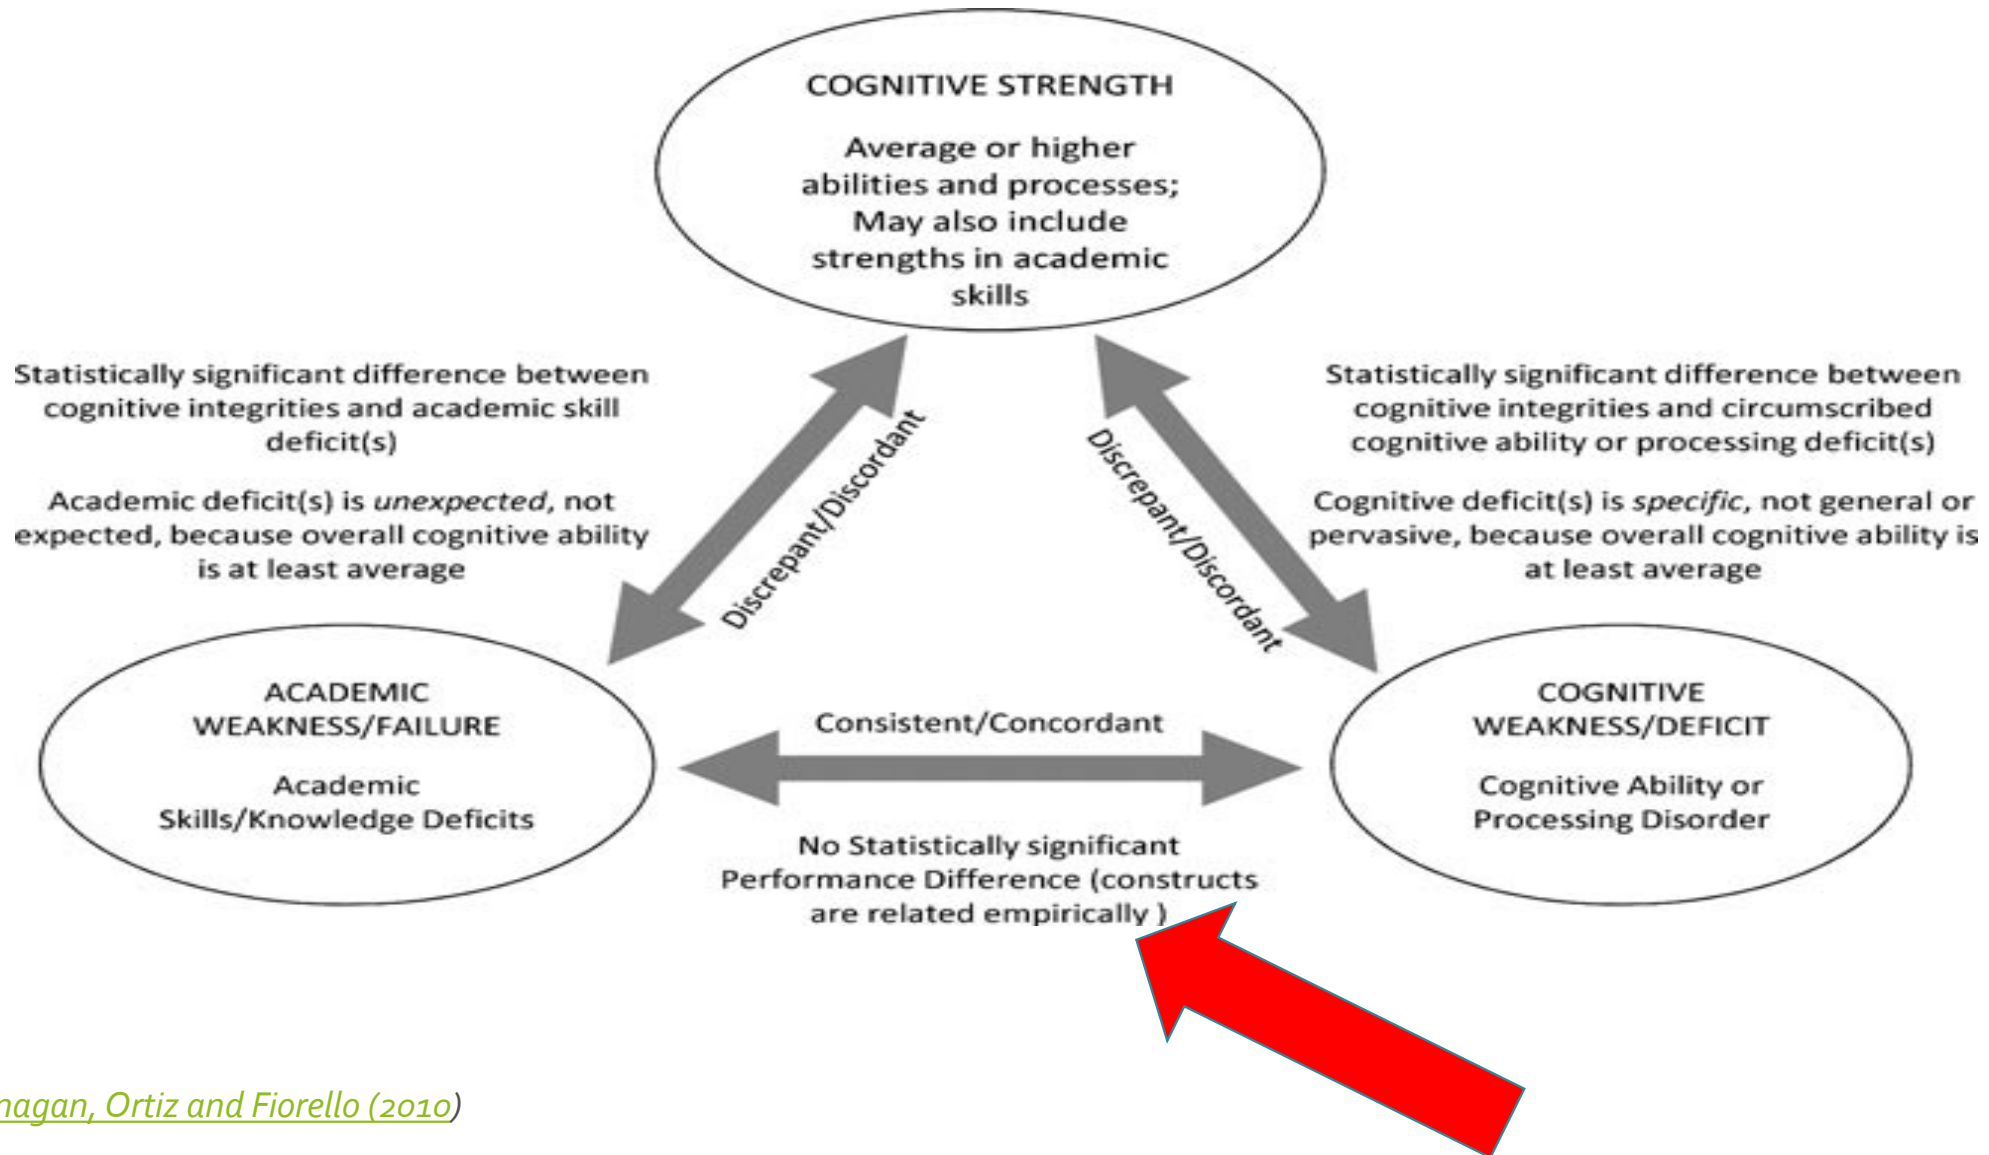 COGNITIVE STRENGTH
Average or higher
abilities and processes;
May also include
strengths in academic
skills
Statistically significant difference between
cognitive integrities and academic skill
deficit(s)
Academic deficit(s) is unexpected, not
expected, because overall cognitive ability
is at least average
Discrepant/Discordant
Discrepant/Discordant
Statistically significant difference between
cognitive integrities and circumscribed
cognitive ability or processing deficit(s)
Cognitive deficit(s) is specific, not general or
pervasive, because overall cognitive ability is
at least average
ACADEMIC
WEAKNESS/FAILURE
Academic
Skills/Knowledge Deficits
Consistent/Concordant
No Statistically significant
Performance Difference (constructs
are related empirically )
COGNITIVE
WEAKNESS/DEFICIT
Cognitive Ability or
Processing Disorder
nagan, Ortiz and Fiorello (2010)